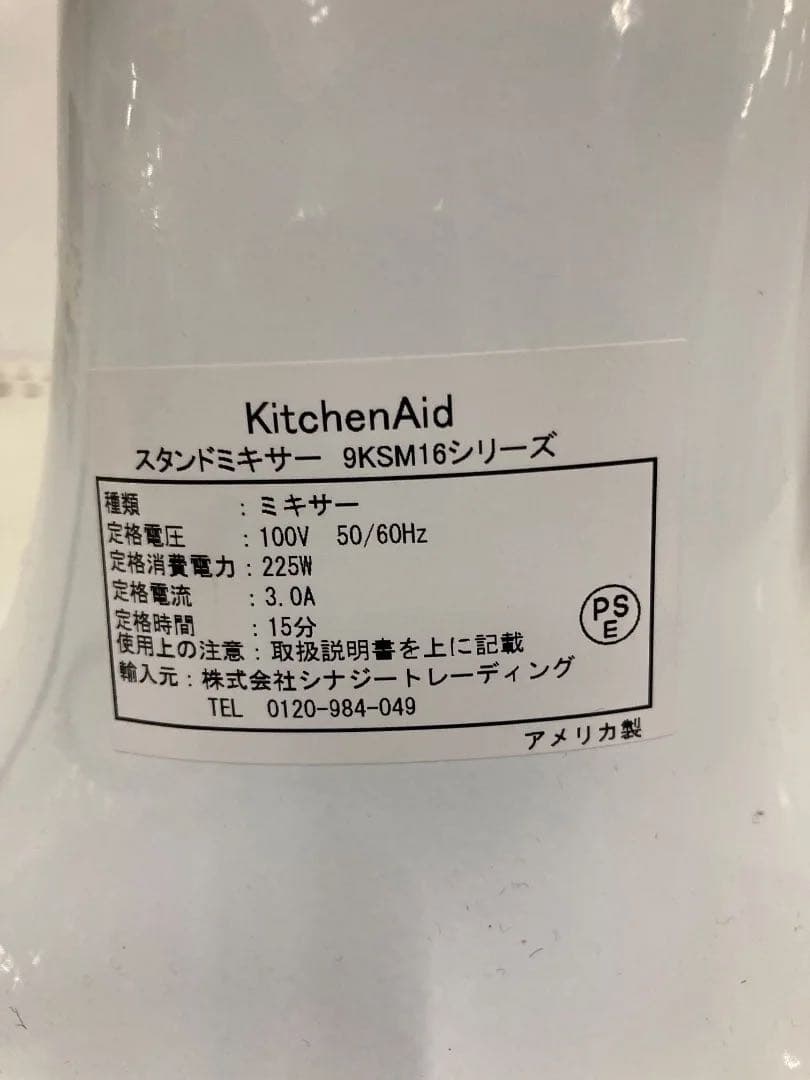 KitchenAid
スタンドミキサー 9KSM16シリーズ
種類 : ミキサー
定格電圧 : 100V 50/60Hz
定格消費電力 : 225W
定格電流 : 3.0A
定格時間 : 15分
使用上の注意 : 取扱説明書を上に記載
輸入元 : 株式会社シナジートレーディング
TEL 0120-984-049
PS
E
アメリカ製